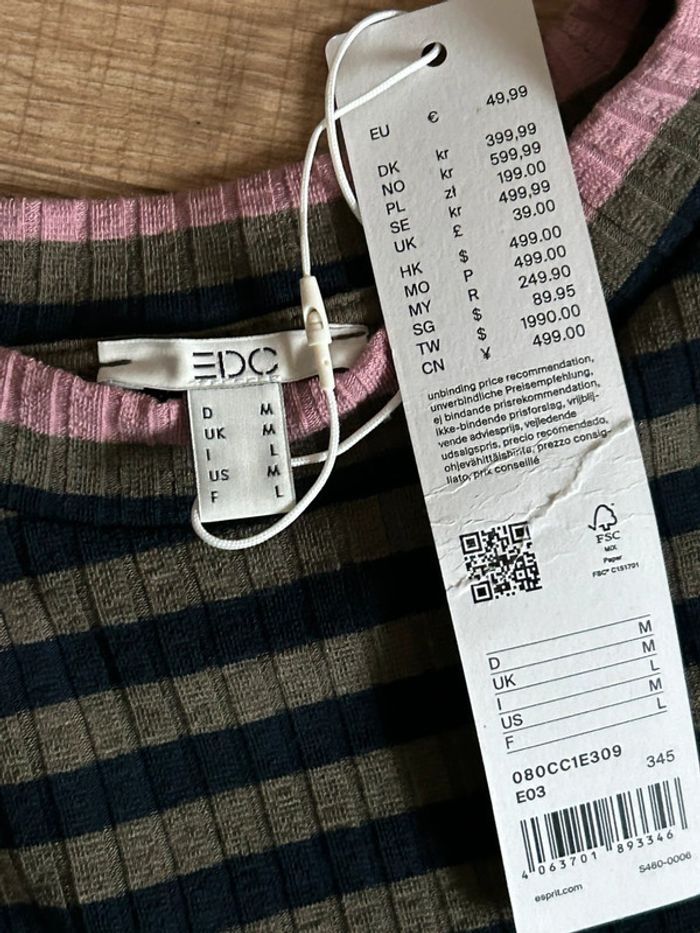 EDC
D M
UK M
I L
US M
F L
EU € 49,99
DK kr 399,99
NO kr 599,99
PL zł 199.00
SE kr 499,99
UK £ 39.00
HK $ 499.00
MO P 499.00
MY R 249.90
SG $ 89.95
TW $ 1990.00
CN ¥ 499.00
unbinding price recommendation,
unverbindliche Preisempfehlung,
ej bindande prisrekommendation,
ikke-bindende prisforslag, vrijblij-
vende adviesprijs, vejledende
udsalgspris, precio recomendado,
ohjevähittäishinta, prezzo consig-
liato, prix conseillé
FSC
MIX
Paper
FSC® C151701
D M
UK M
I L
US M
F L
080CC1E309
E03 345
4 063701 893346
esprit.com S460-0006